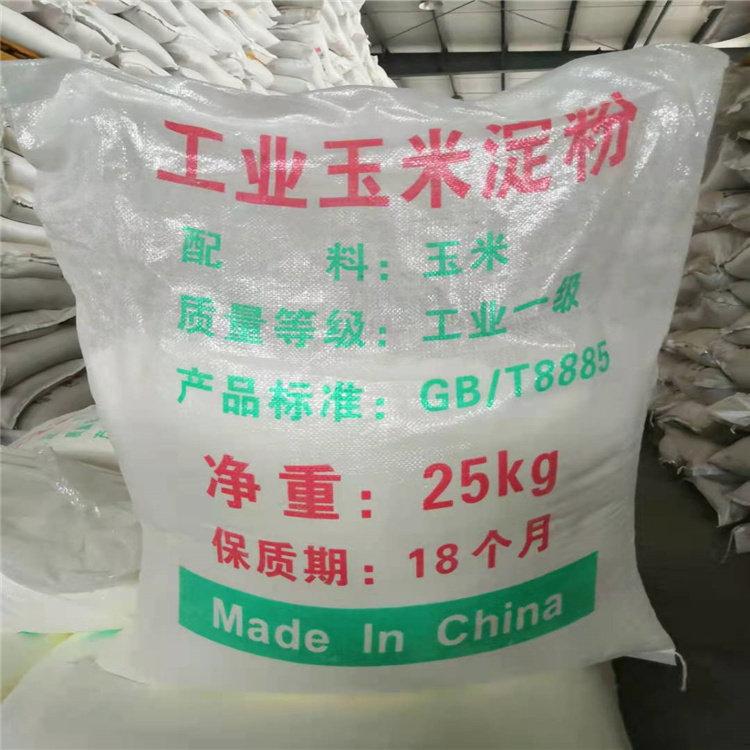 工业玉米淀粉
配 料：玉米
质量等级：工业一级
产品标准：GB/T8885
净重：25kg
保质期：18个月
Made In China